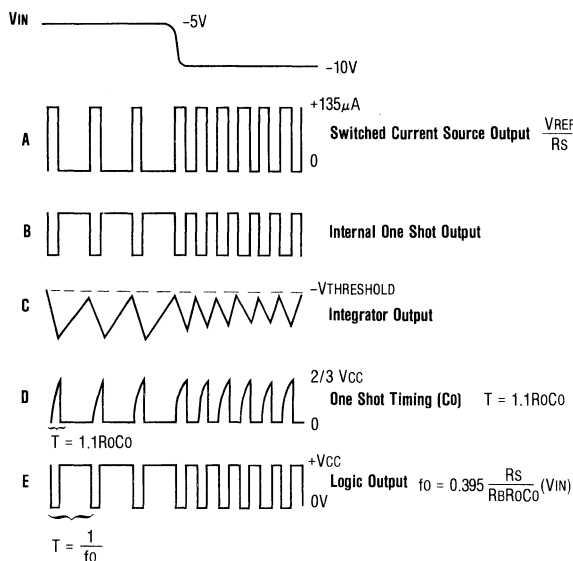 VIN
−5V
−10V
+135μA
A
Switched Current Source Output VREF/RS
0
B
Internal One Shot Output
−VTHRESHOLD
C
Integrator Output
2/3 VCC
D
One Shot Timing (CO) T = 1.1ROCO
0
T = 1.1ROCO
+VCC
E
Logic Output fO = 0.395 RS/RBROCO (VIN)
0V
T = 1/fO